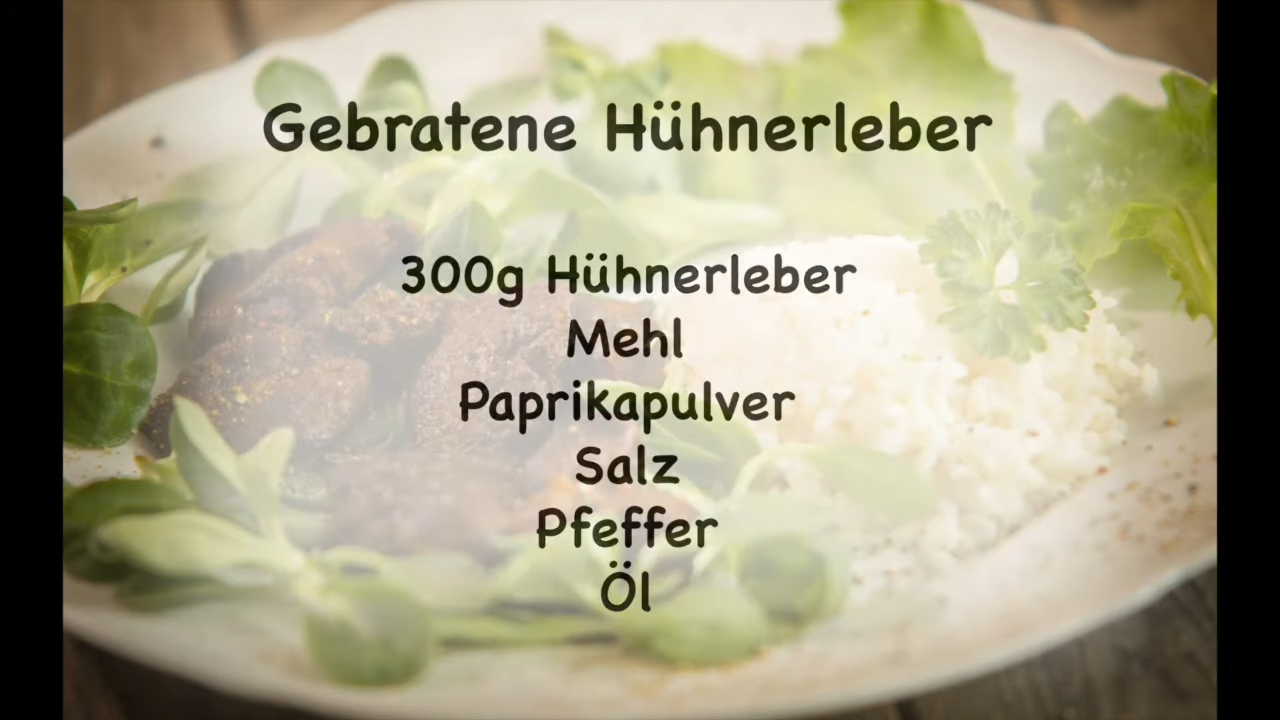 Gebratene Hühnerleber
300g Hühnerleber
Mehl
Paprikapulver
Salz
Pfeffer
Öl